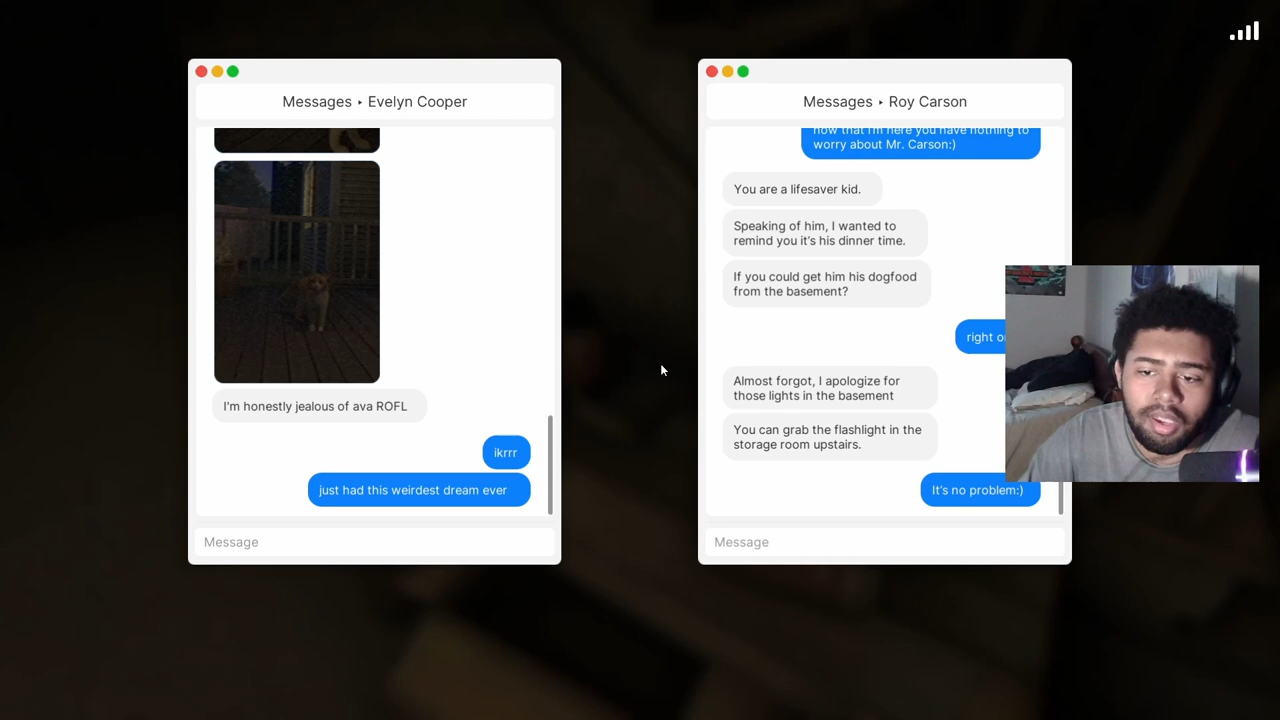 Messages ‣ Evelyn Cooper
I'm honestly jealous of ava ROFL
ikrrr
just had this weirdest dream ever
Message
Messages ‣ Roy Carson
now that I'm here you have nothing to
worry about Mr. Carson:)
You are a lifesaver kid.
Speaking of him, I wanted to
remind you it's his dinner time.
If you could get him his dogfood
from the basement?
right
Almost forgot, I apologize for
those lights in the basement
You can grab the flashlight in the
storage room upstairs.
It's no problem:)
Message